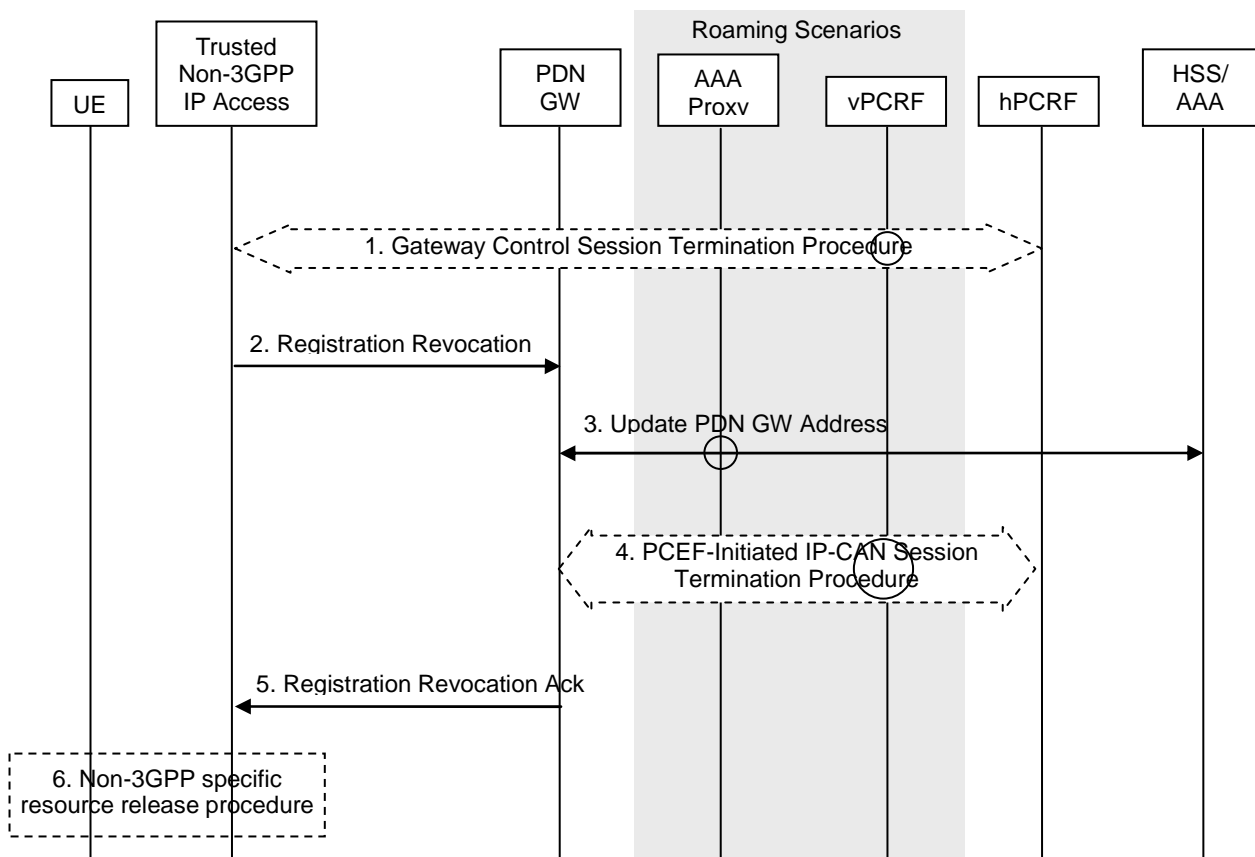 Roaming Scenarios
UE
Trusted
Non-3GPP
IP Access
PDN
GW
AAA
Proxv
vPCRF
hPCRF
HSS/
AAA
1. Gateway Control Session Termination Procedure
2. Registration Revocation
3. Update PDN GW Address
4. PCEF-Initiated IP-CAN Session
Termination Procedure
5. Registration Revocation Ack
6. Non-3GPP specific
resource release procedure